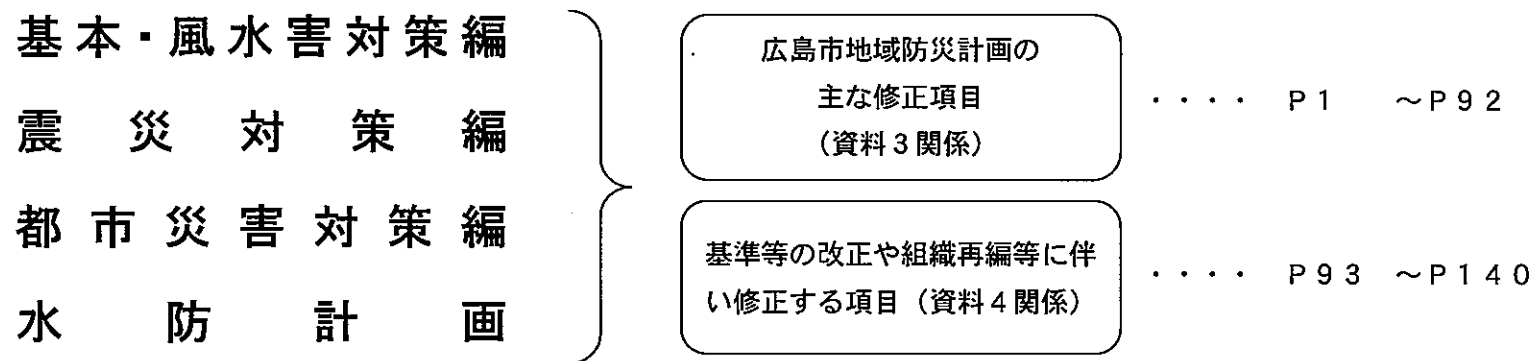 基本・風水害対策編
震災対策編
都市災害対策編
水防計画
広島市地域防災計画の
主な修正項目
（資料３関係）
・・・・ Ｐ１ ～Ｐ９２
基準等の改正や組織再編等に伴
い修正する項目（資料４関係）
・・・・ Ｐ９３ ～Ｐ１４０